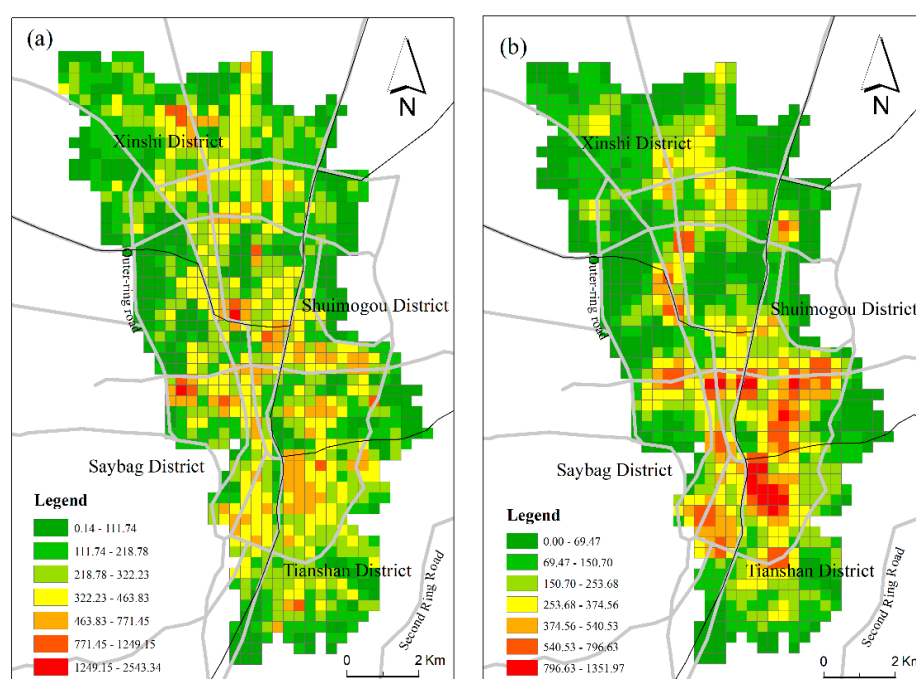 (a)
N
Xinshi District
Outer-ring road
Shuimogou District
Saybag District
Tianshan District
Second Ring Road
Legend
0.14 - 111.74
111.74 - 218.78
218.78 - 322.23
322.23 - 463.83
463.83 - 771.45
771.45 - 1249.15
1249.15 - 2543.34
0 2 Km
(b)
N
Xinshi District
Outer-ring road
Shuimogou District
Saybag District
Tianshan District
Second Ring Road
Legend
0.00 - 69.47
69.47 - 150.70
150.70 - 253.68
253.68 - 374.56
374.56 - 540.53
540.53 - 796.63
796.63 - 1351.97
0 2 Km